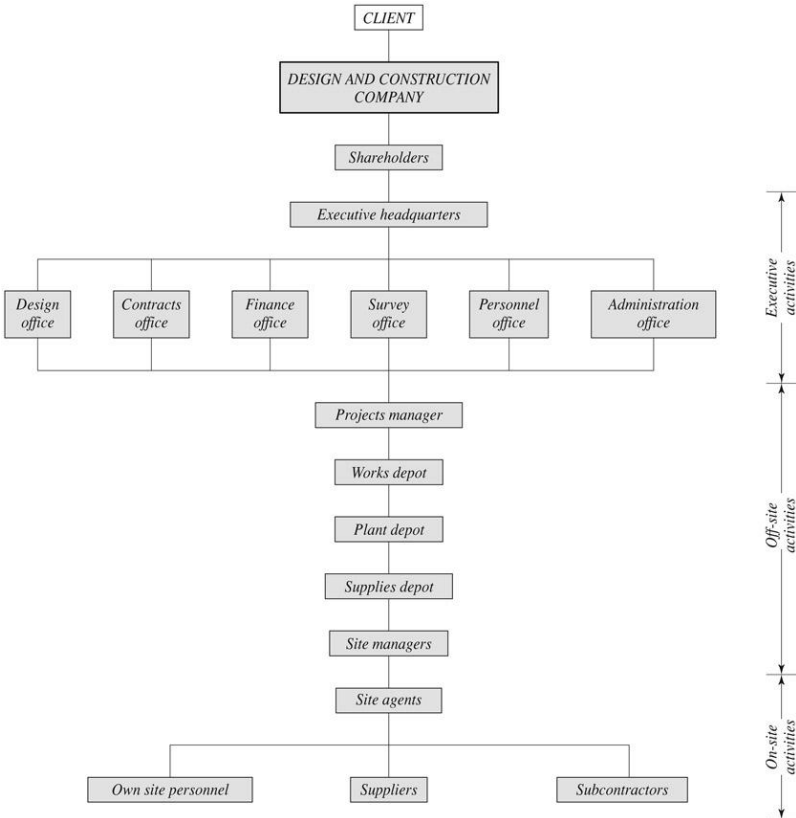 CLIENT
DESIGN AND CONSTRUCTION
COMPANY
Shareholders
Executive headquarters
Design
office
Contracts
office
Finance
office
Survey
office
Personnel
office
Administration
office
Executive
activities
Projects manager
Works depot
Plant depot
Supplies depot
Site managers
Off-site
activities
Site agents
Own site personnel
Suppliers
Subcontractors
On-site
activities